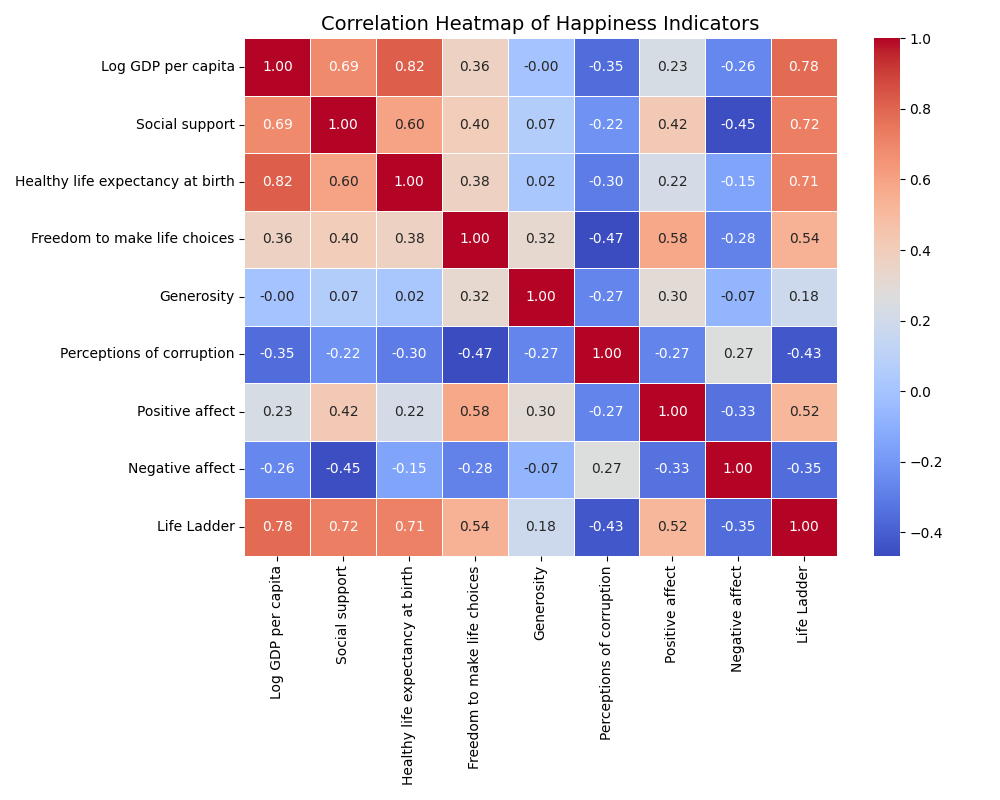 Correlation Heatmap of Happiness Indicators
Log GDP per capita 1.00 0.69 0.82 0.36 -0.00 -0.35 0.23 -0.26 0.78
Social support 0.69 1.00 0.60 0.40 0.07 -0.22 0.42 -0.45 0.72
Healthy life expectancy at birth 0.82 0.60 1.00 0.38 0.02 -0.30 0.22 -0.15 0.71
Freedom to make life choices 0.36 0.40 0.38 1.00 0.32 -0.47 0.58 -0.28 0.54
Generosity -0.00 0.07 0.02 0.32 1.00 -0.27 0.30 -0.07 0.18
Perceptions of corruption -0.35 -0.22 -0.30 -0.47 -0.27 1.00 -0.27 0.27 -0.43
Positive affect 0.23 0.42 0.22 0.58 0.30 -0.27 1.00 -0.33 0.52
Negative affect -0.26 -0.45 -0.15 -0.28 -0.07 0.27 -0.33 1.00 -0.35
Life Ladder 0.78 0.72 0.71 0.54 0.18 -0.43 0.52 -0.35 1.00
Log GDP per capita
Social support
Healthy life expectancy at birth
Freedom to make life choices
Generosity
Perceptions of corruption
Positive affect
Negative affect
Life Ladder
1.0
0.8
0.6
0.4
0.2
0.0
−0.2
−0.4